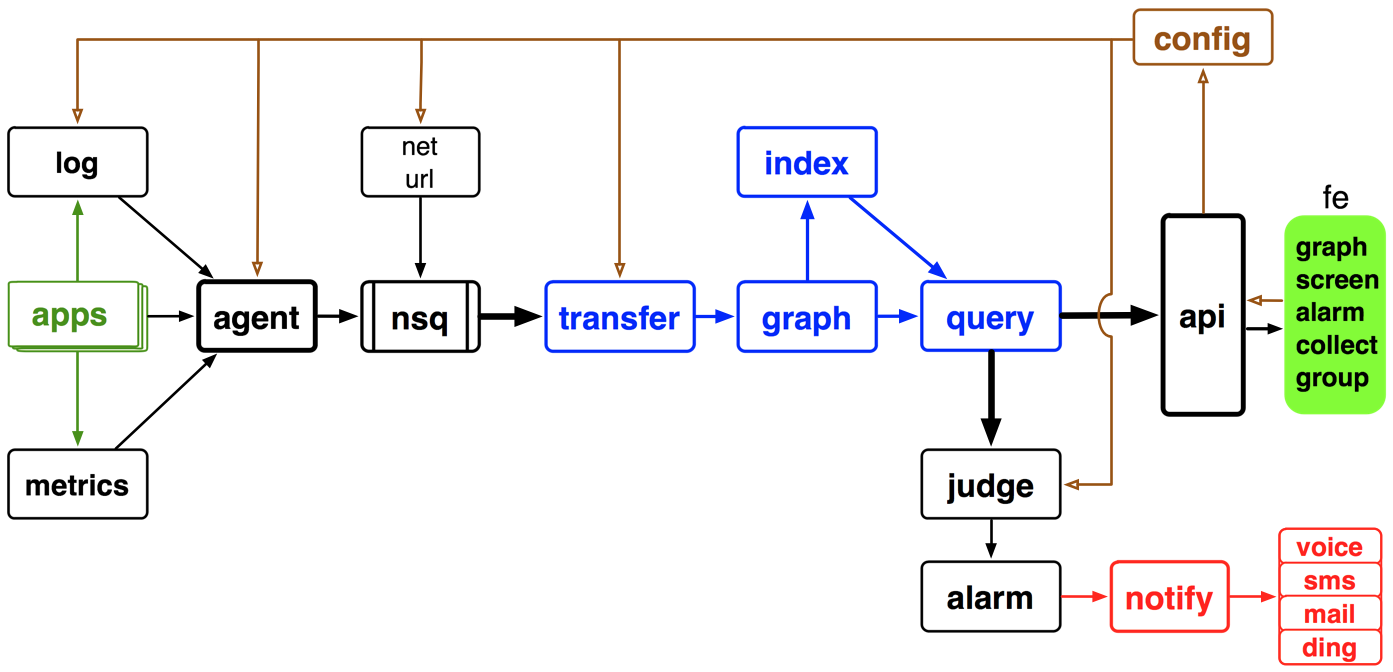 config
log
net
url
index
fe
apps
agent
nsq
transfer
graph
query
api
graph
screen
alarm
collect
group
metrics
judge
alarm
notify
voice
sms
mail
ding